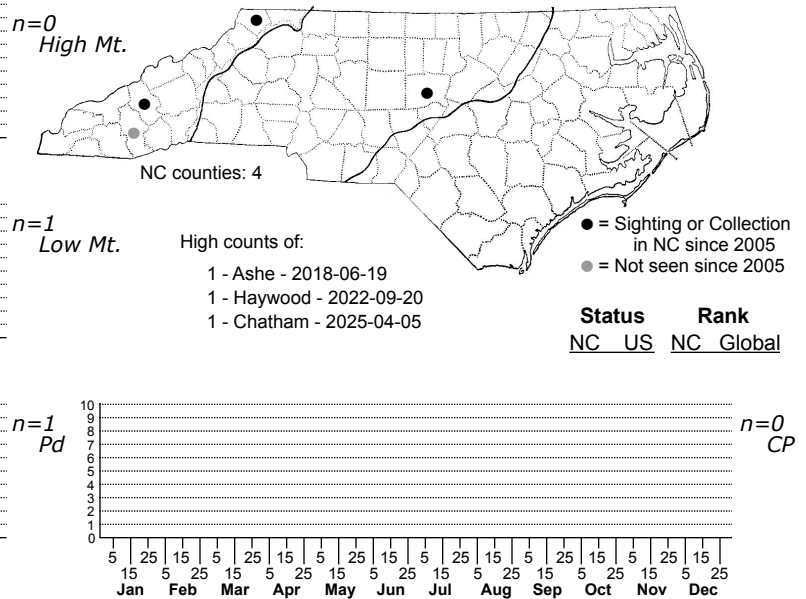 n=0
High Mt.
NC counties: 4
n=1
Low Mt.
High counts of:
1 - Ashe - 2018-06-19
1 - Haywood - 2022-09-20
1 - Chatham - 2025-04-05
= Sighting or Collection
in NC since 2005
= Not seen since 2005
Status Rank
NC US NC Global
n=1
Pd
10
9
8
7
6
5
4
3
2
1
0
n=0
CP
5 25 15 5 25 15 5 25 15 5 25 15 5 25 15 5 25 15
15 5 25 15 5 25 15 5 25 15 5 25 15 5 25 15 5 25
Jan Feb Mar Apr May Jun Jul Aug Sep Oct Nov Dec